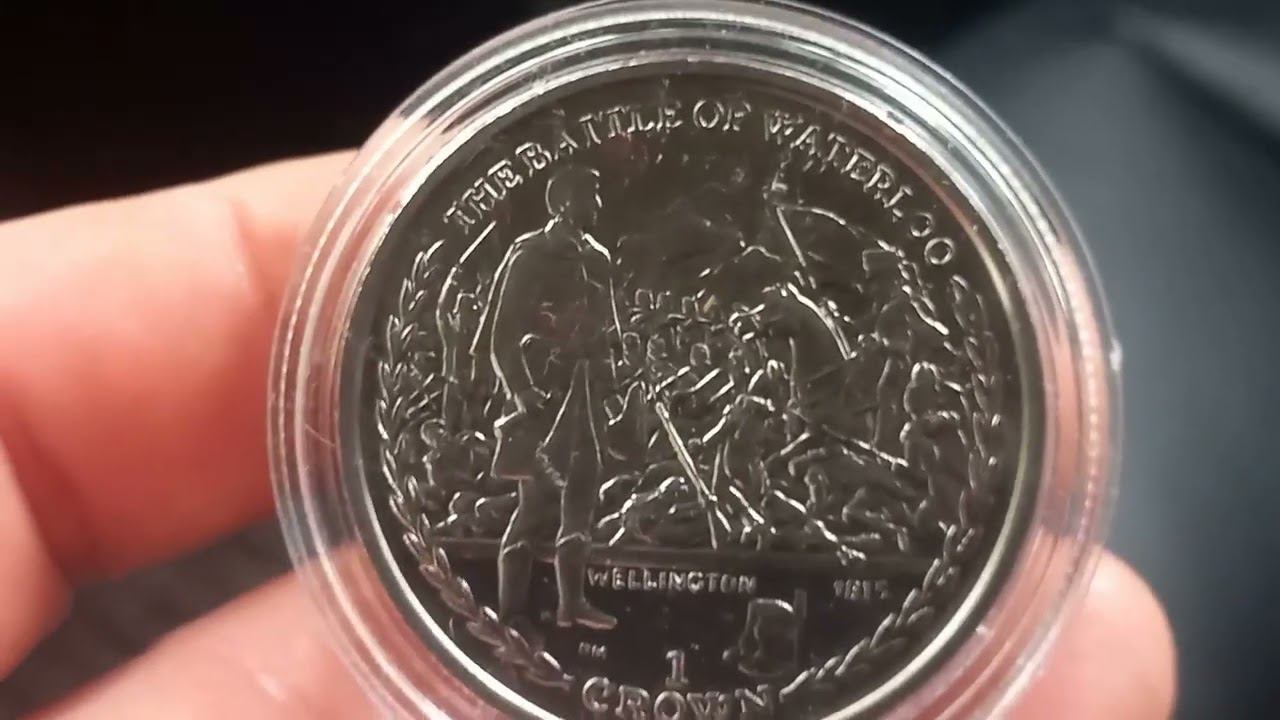 THE BATTLE OF WATERLOO
WELLINGTON 1815
PM
1
CROWN